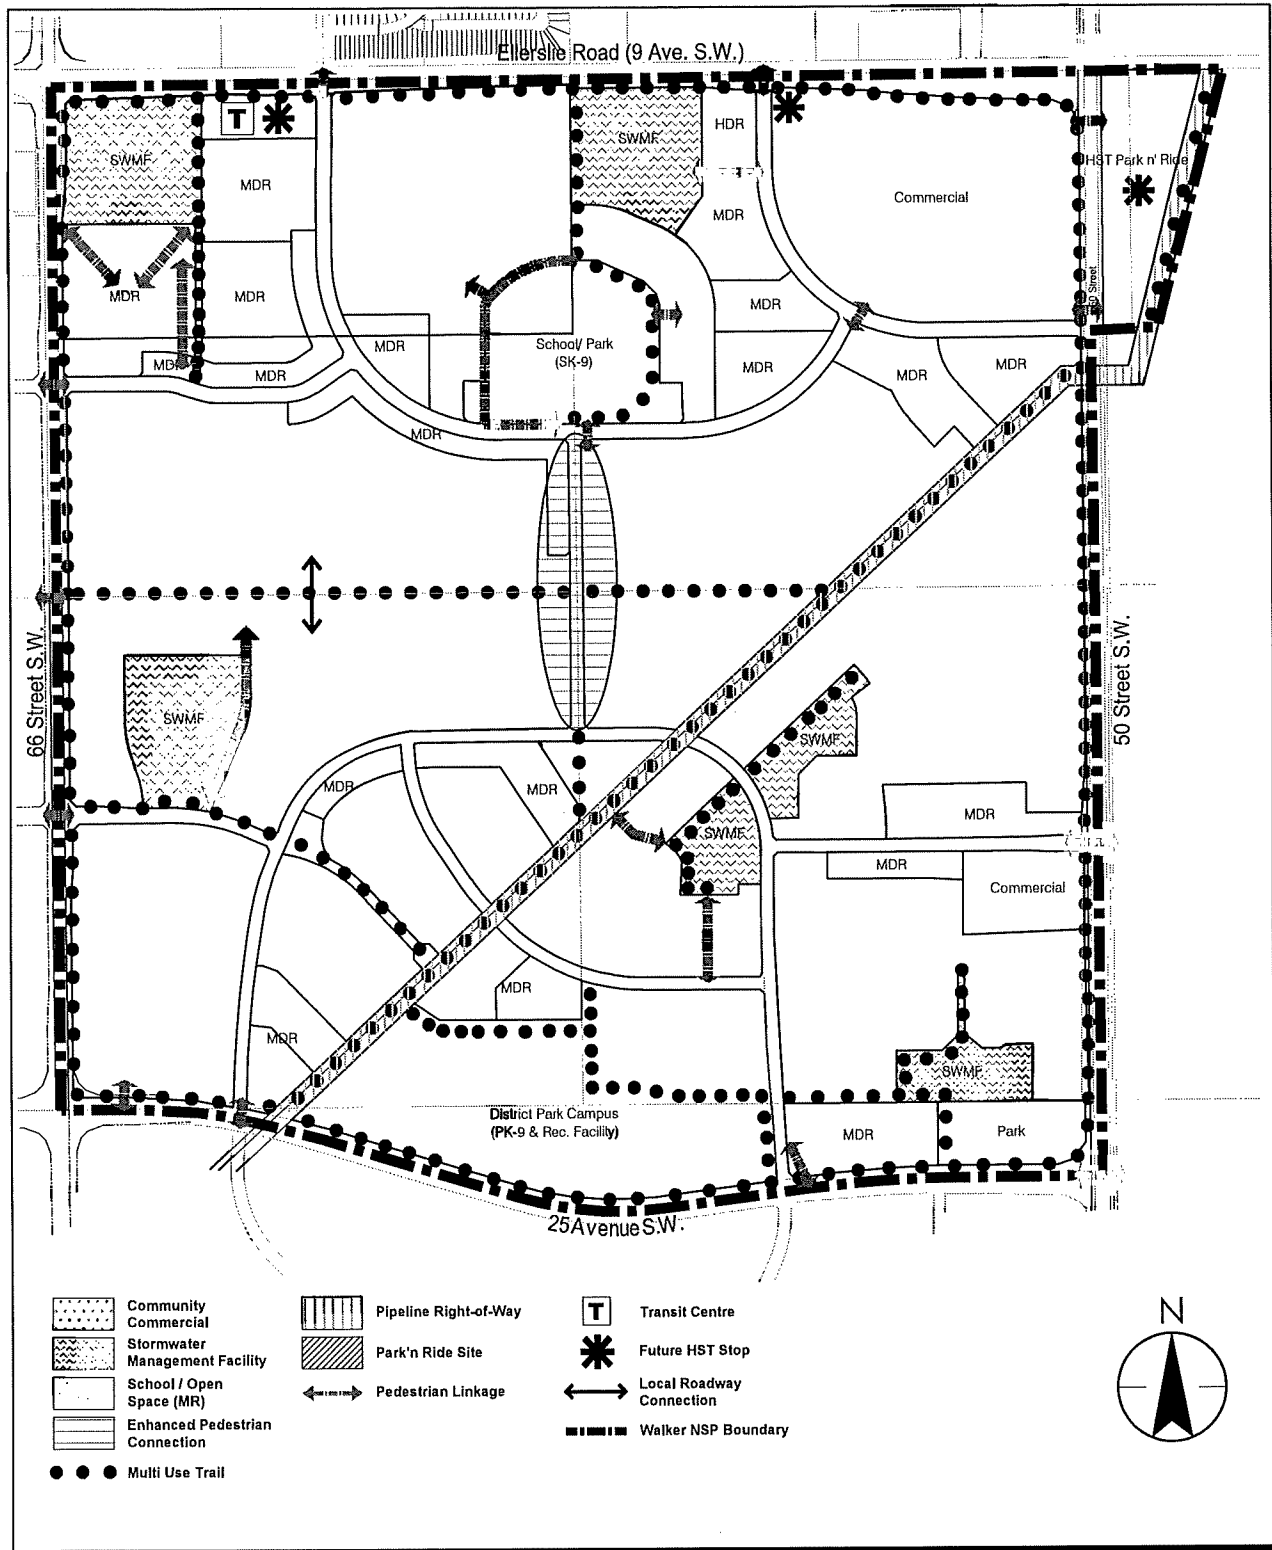 Ellerslie Road (9 Ave. S.W.)
T
SWMF
SWMF
HDR
HST Park n' Ride
MDR
Commercial
MDR
MDR
MDR
MDR
50 Street
School/ Park
(SK-9)
MDR
MDR
MDR
MDR
MDR
MDR
MDR
66 Street S.W.
50 Street S.W.
SWMF
SWMF
MDR
MDR
MDR
SWMF
MDR
Commercial
MDR
MDR
SWMF
District Park Campus
(PK-9 & Rec. Facility)
MDR
Park
25 Avenue S.W.
Community
Commercial
Stormwater
Management Facility
School / Open
Space (MR)
Enhanced Pedestrian
Connection
Multi Use Trail
Pipeline Right-of-Way
Park'n Ride Site
Pedestrian Linkage
T
Transit Centre
Future HST Stop
Local Roadway
Connection
Walker NSP Boundary
N